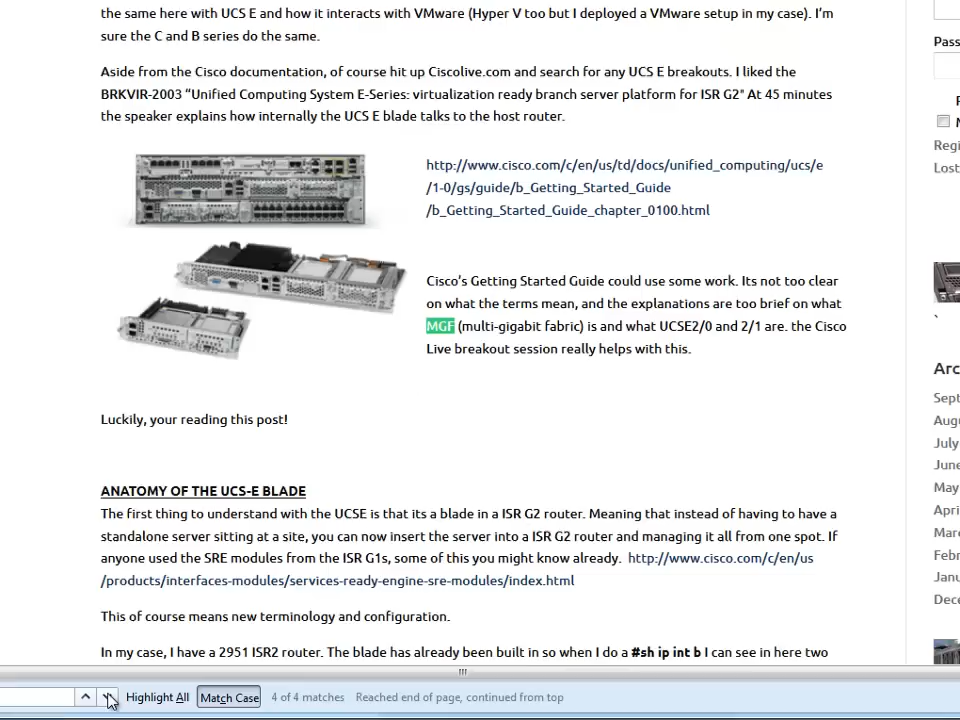 the same here with UCS E and how it interacts with VMware (Hyper V too but I deployed a VMware setup in my case). I’m
sure the C and B series do the same.
Pass
Aside from the Cisco documentation, of course hit up Ciscolive.com and search for any UCS E breakouts. I liked the
BRKVIR-2003 “Unified Computing System E-Series: virtualization ready branch server platform for ISR G2" At 45 minutes
the speaker explains how internally the UCS E blade talks to the host router.
Regi
Lost
http://www.cisco.com/c/en/us/td/docs/unified_computing/ucs/e
/1-0/gs/guide/b_Getting_Started_Guide
/b_Getting_Started_Guide_chapter_0100.html
Cisco’s Getting Started Guide could use some work. Its not too clear
on what the terms mean, and the explanations are too brief on what
MGF (multi-gigabit fabric) is and what UCSE2/0 and 2/1 are. the Cisco
Live breakout session really helps with this.
Arc
Sept
Augu
July
June
May
Apri
Marc
Febr
Janu
Dece
Luckily, your reading this post!
ANATOMY OF THE UCS-E BLADE
The first thing to understand with the UCSE is that its a blade in a ISR G2 router. Meaning that instead of having to have a
standalone server sitting at a site, you can now insert the server into a ISR G2 router and managing it all from one spot. If
anyone used the SRE modules from the ISR G1s, some of this you might know already. http://www.cisco.com/c/en/us
/products/interfaces-modules/services-ready-engine-sre-modules/index.html
This of course means new terminology and configuration.
In my case, I have a 2951 ISR2 router. The blade has already been built in so when I do a #sh ip int b I can see in here two
Highlight All Match Case 4 of 4 matches Reached end of page, continued from top